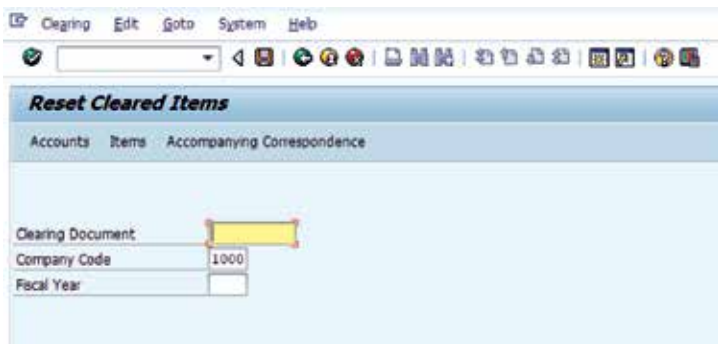 Clearing Edit Goto System Help
Reset Cleared Items
Accounts Items Accompanying Correspondence
Clearing Document
Company Code 1000
Fiscal Year